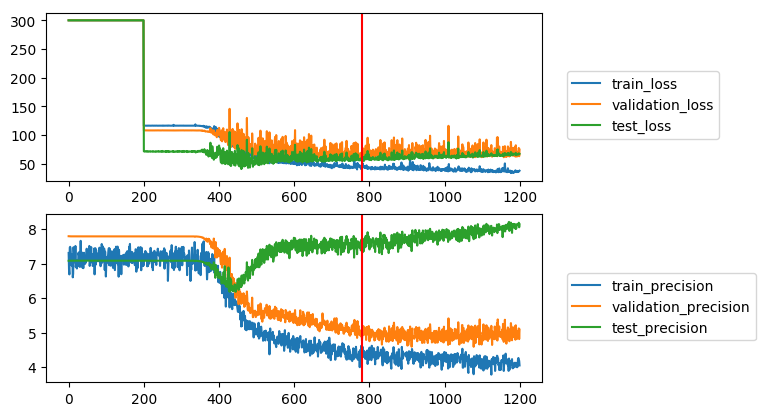 300
250
200
150
100
50
0 200 400 600 800 1000 1200
train_loss
validation_loss
test_loss
8
7
6
5
4
0 200 400 600 800 1000 1200
train_precision
validation_precision
test_precision